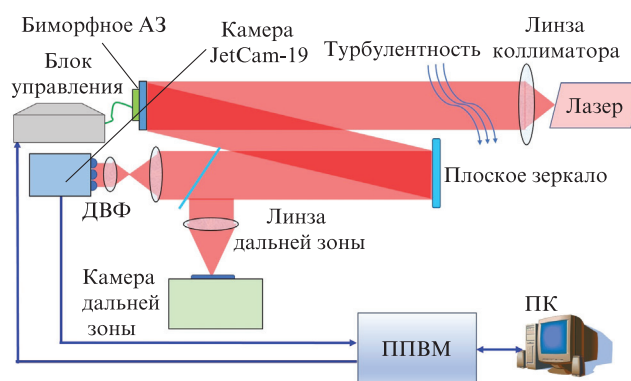 Биморфное АЗ
Камера
JetCam-19
Блок
управления
Турбулентность
Линза
коллиматора
Лазер
Плоское зеркало
ДВФ
Линза
дальней зоны
Камера
дальней
зоны
ППВМ
ПК